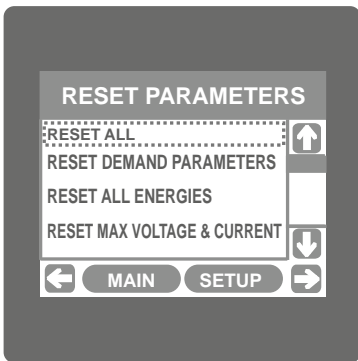 RESET PARAMETERS
RESET ALL
RESET DEMAND PARAMETERS
RESET ALL ENERGIES
RESET MAX VOLTAGE & CURRENT
MAIN SETUP